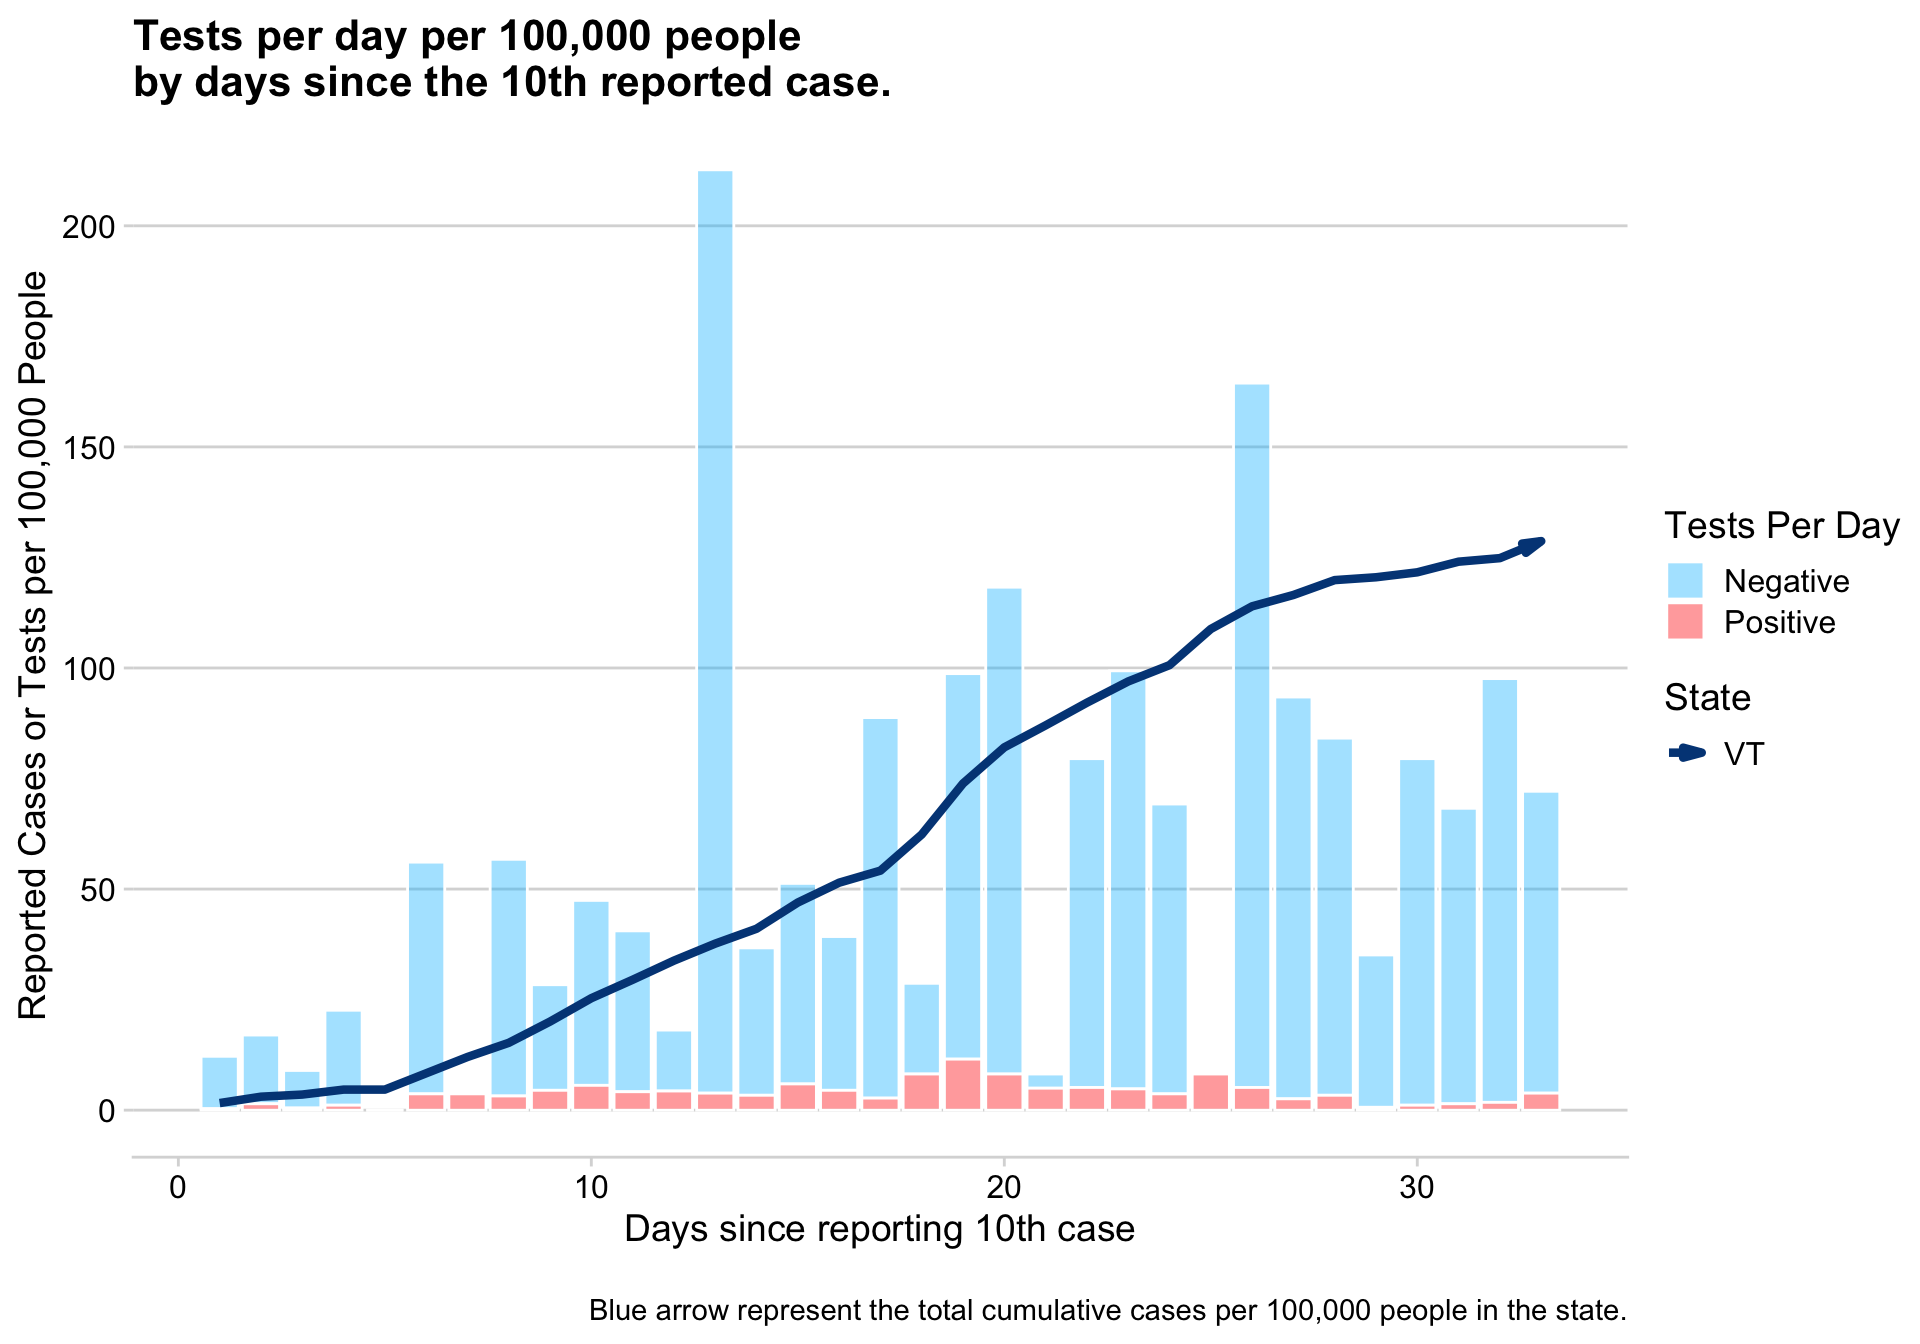 Tests per day per 100,000 people
by days since the 10th reported case.
Reported Cases or Tests per 100,000 People
200
150
100
50
0
0
10
20
30
Days since reporting 10th case
Tests Per Day
Negative
Positive
State
VT
Blue arrow represent the total cumulative cases per 100,000 people in the state.